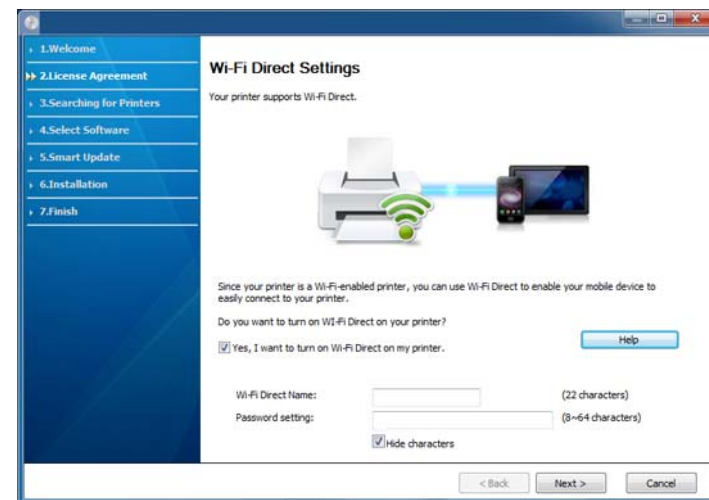 1.Welcome
2.License Agreement
3.Searching for Printers
4.Select Software
5.Smart Update
6.Installation
7.Finish
Wi-Fi Direct Settings
Your printer supports Wi-Fi Direct.
Since your printer is a Wi-Fi-enabled printer, you can use Wi-Fi Direct to enable your mobile device to
easily connect to your printer.
Do you want to turn on WI-Fi Direct on your printer?
Help
Yes, I want to turn on Wi-Fi Direct on my printer.
Wi-Fi Direct Name: (22 characters)
Password setting: (8~64 characters)
Hide characters
< Back Next > Cancel